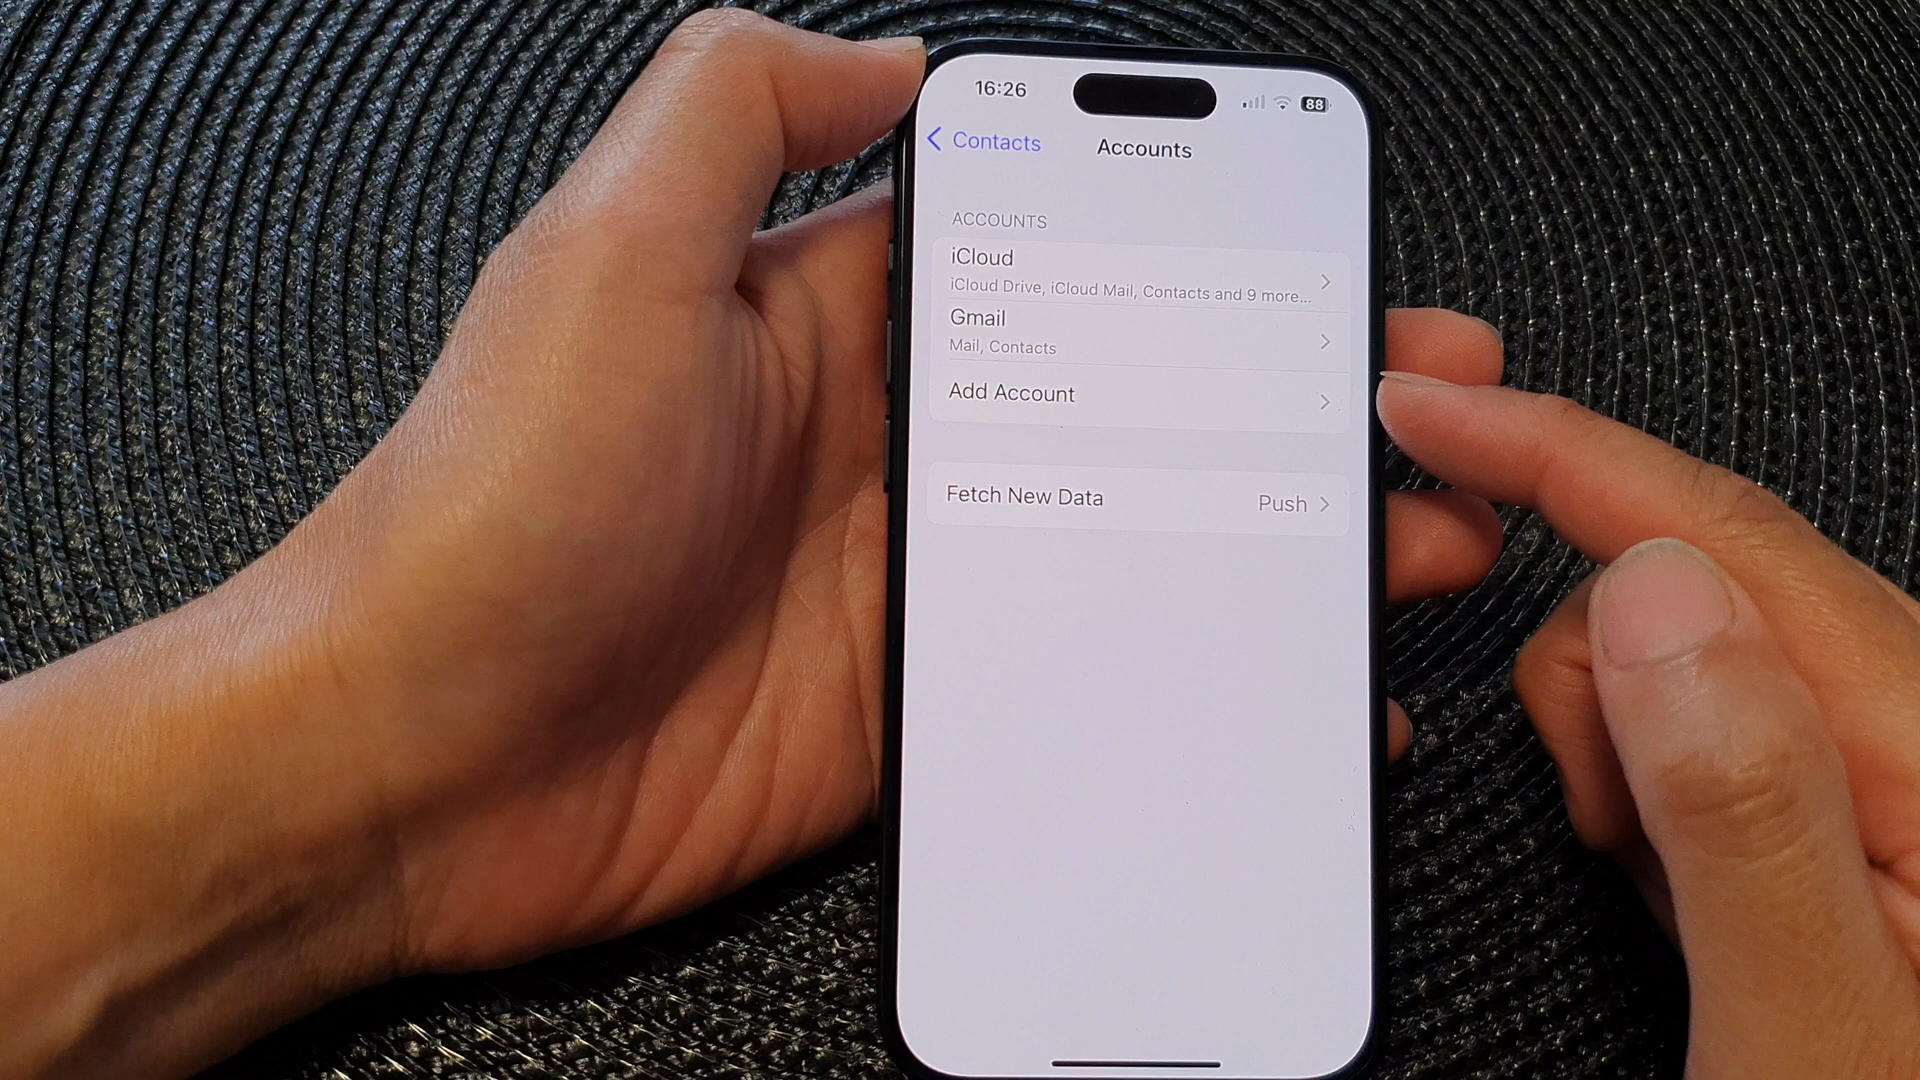 16:26
88
Contacts
Accounts
ACCOUNTS
iCloud
iCloud Drive, iCloud Mail, Contacts and 9 more...
Gmail
Mail, Contacts
Add Account
Fetch New Data Push